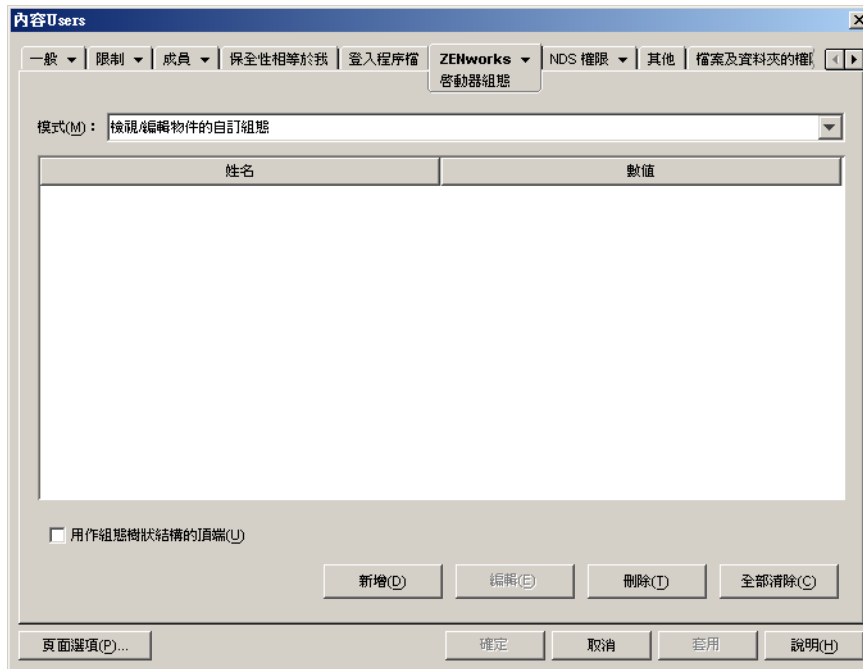 內容Users
一般 限制 成員 保全性相等於我 登入程序檔 ZENworks NDS 權限 其他 檔案及資料夾的權
啓動器組態
模式(M)： 檢視/編輯物件的自訂組態
姓名 數值
用作組態樹狀結構的頂端(U)
新增(D) 編輯(E) 刪除(T) 全部清除(C)
頁面選項(P)... 確定 取消 套用 說明(H)